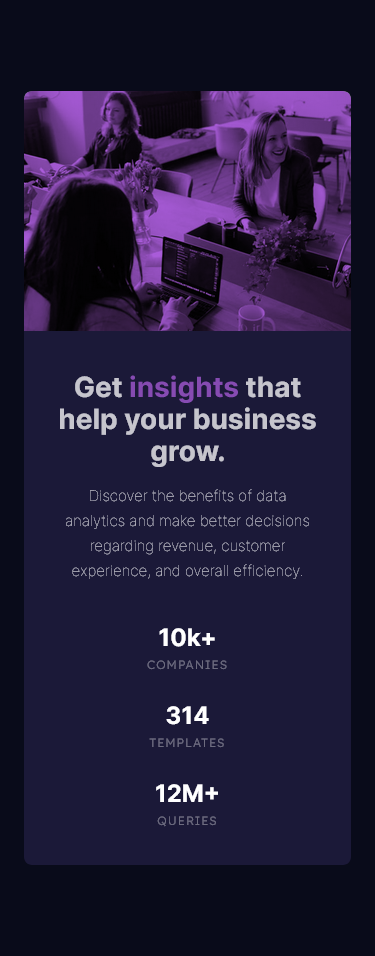 Get insights that
help your business
grow.
Discover the benefits of data
analytics and make better decisions
regarding revenue, customer
experience, and overall efficiency.
10k+
COMPANIES
314
TEMPLATES
12M+
QUERIES